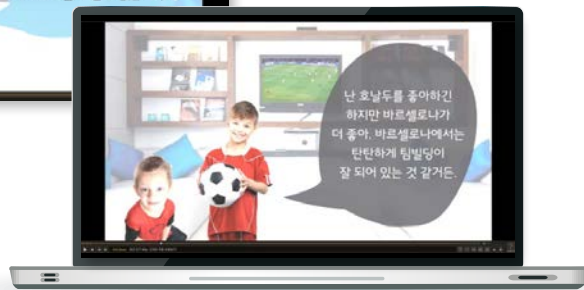 난 호날두를 좋아하긴
하지만 바르셀로나가
더 좋아. 바르셀로나에서는
탄탄하게 팀빌딩이
잘 되어 있는 것 같거든.